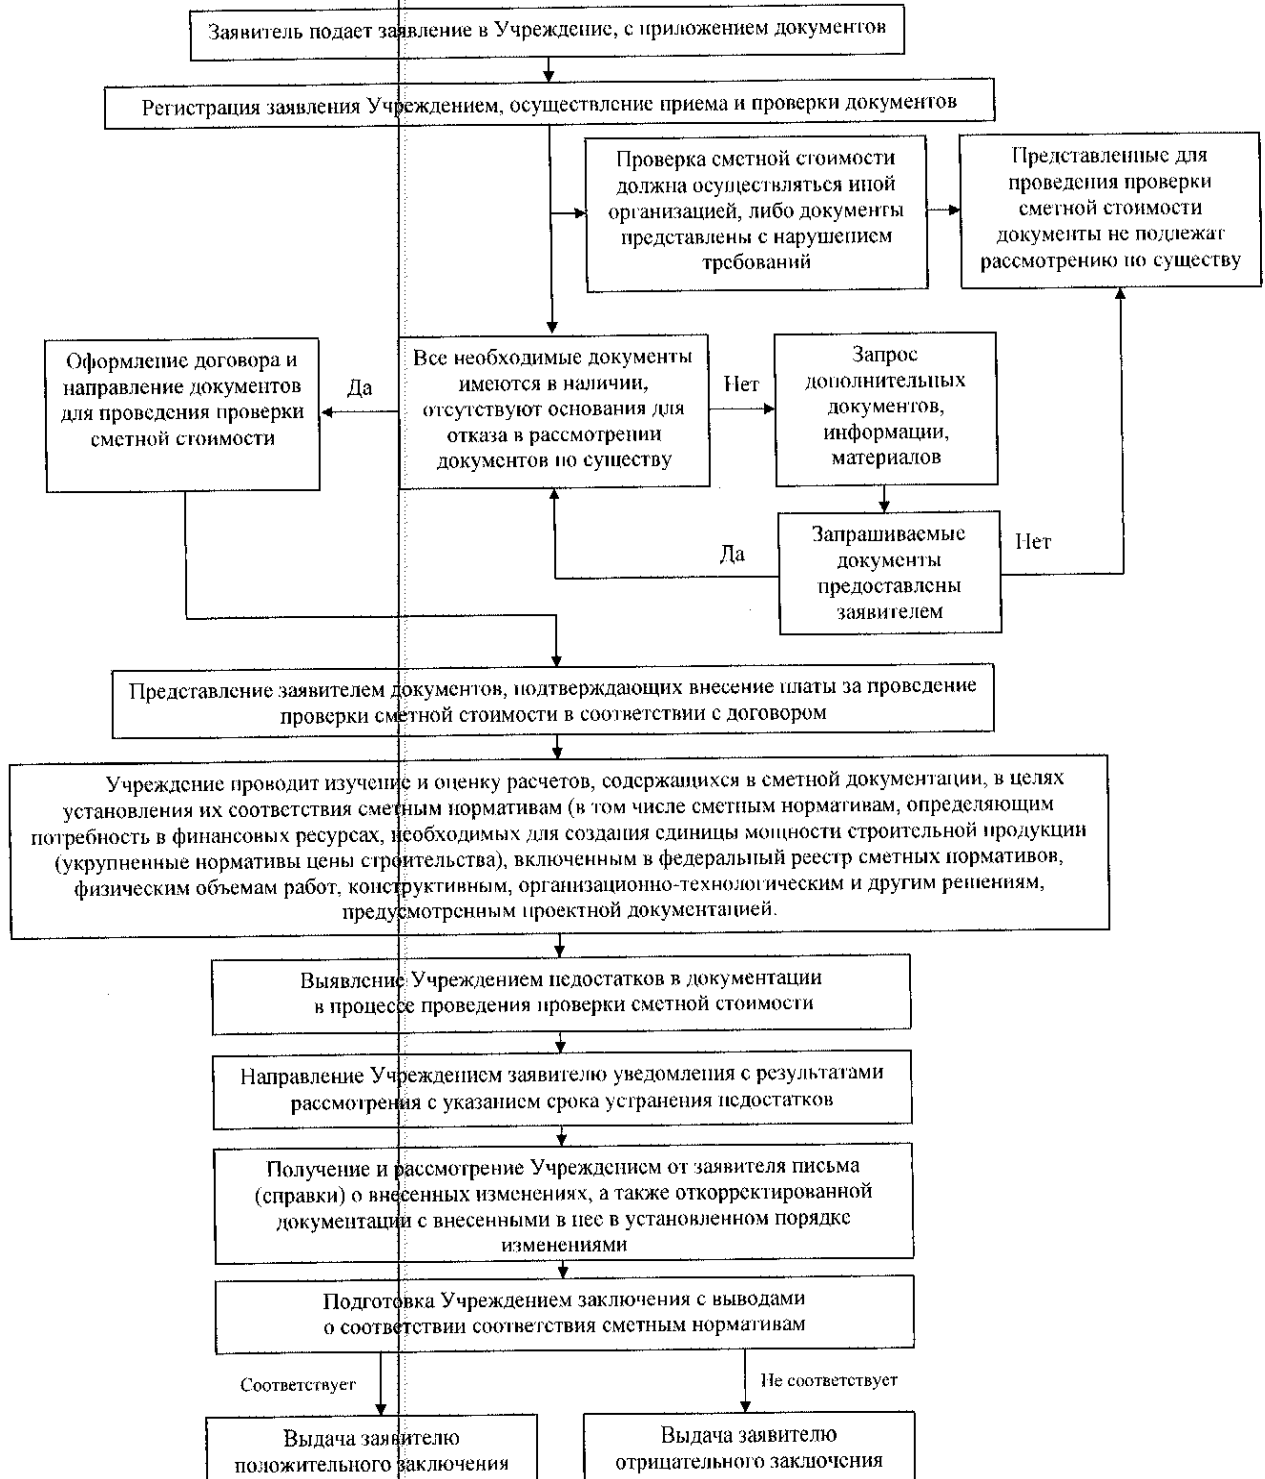 Заявитель подает заявление в Учреждение, с приложением документов
Регистрация заявления Учреждением, осуществление приема и проверки документов
Проверка сметной стоимости
должна осуществляться иной
организацией, либо документы
представлены с нарушением
требований
Представленные для
проведения проверки
сметной стоимости
документы не подлежат
рассмотрению по существу
Оформление договора и
направление документов
для проведения проверки
сметной стоимости
Да
Все необходимые документы
имеются в наличии,
отсутствуют основания для
отказа в рассмотрении
документов по существу
Нет
Запрос
дополнительных
документов,
информации,
материалов
Да
Запрашиваемые
документы
предоставлены
заявителем
Нет
Представление заявителем документов, подтверждающих внесение платы за проведение
проверки сметной стоимости в соответствии с договором
Учреждение проводит изучение и оценку расчетов, содержащихся в сметной документации, в целях
установления их соответствия сметным нормативам (в том числе сметным нормативам, определяющим
потребность в финансовых ресурсах, необходимых для создания единицы мощности строительной продукции
(укрупненные нормативы цены строительства), включенным в федеральный реестр сметных нормативов,
физическим объемам работ, конструктивным, организационно-технологическим и другим решениям,
предусмотренным проектной документацией.
Выявление Учреждением недостатков в документации
в процессе проведения проверки сметной стоимости
Направление Учреждением заявителю уведомления с результатами
рассмотрения с указанием срока устранения недостатков
Получение и рассмотрение Учреждением от заявителя письма
(справки) о внесенных изменениях, а также откорректированной
документации с внесенными в нее в установленном порядке
изменениями
Подготовка Учреждением заключения с выводами
о соответствии соответствия сметным нормативам
Соответствует
Не соответствует
Выдача заявителю
положительного заключения
Выдача заявителю
отрицательного заключения